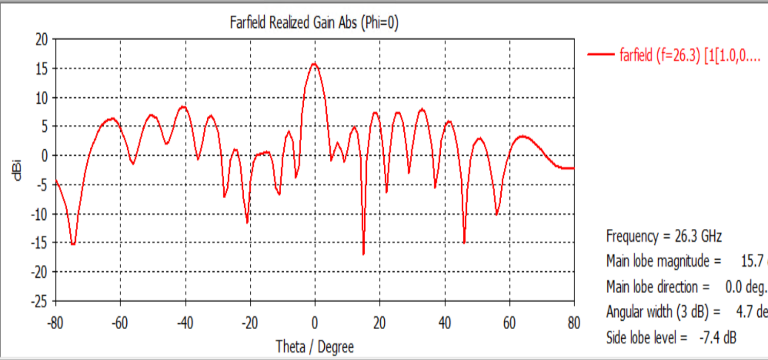 Farfield Realized Gain Abs (Phi=0)
20
15
10
5
0
-5
-10
-15
-20
-25
dBi
-80
-60
-40
-20
0
20
40
60
80
Theta / Degree
farfield (f=26.3) [1[1.0,0....
Frequency = 26.3 GHz
Main lobe magnitude = 15.7
Main lobe direction = 0.0 deg.
Angular width (3 dB) = 4.7 de
Side lobe level = -7.4 dB